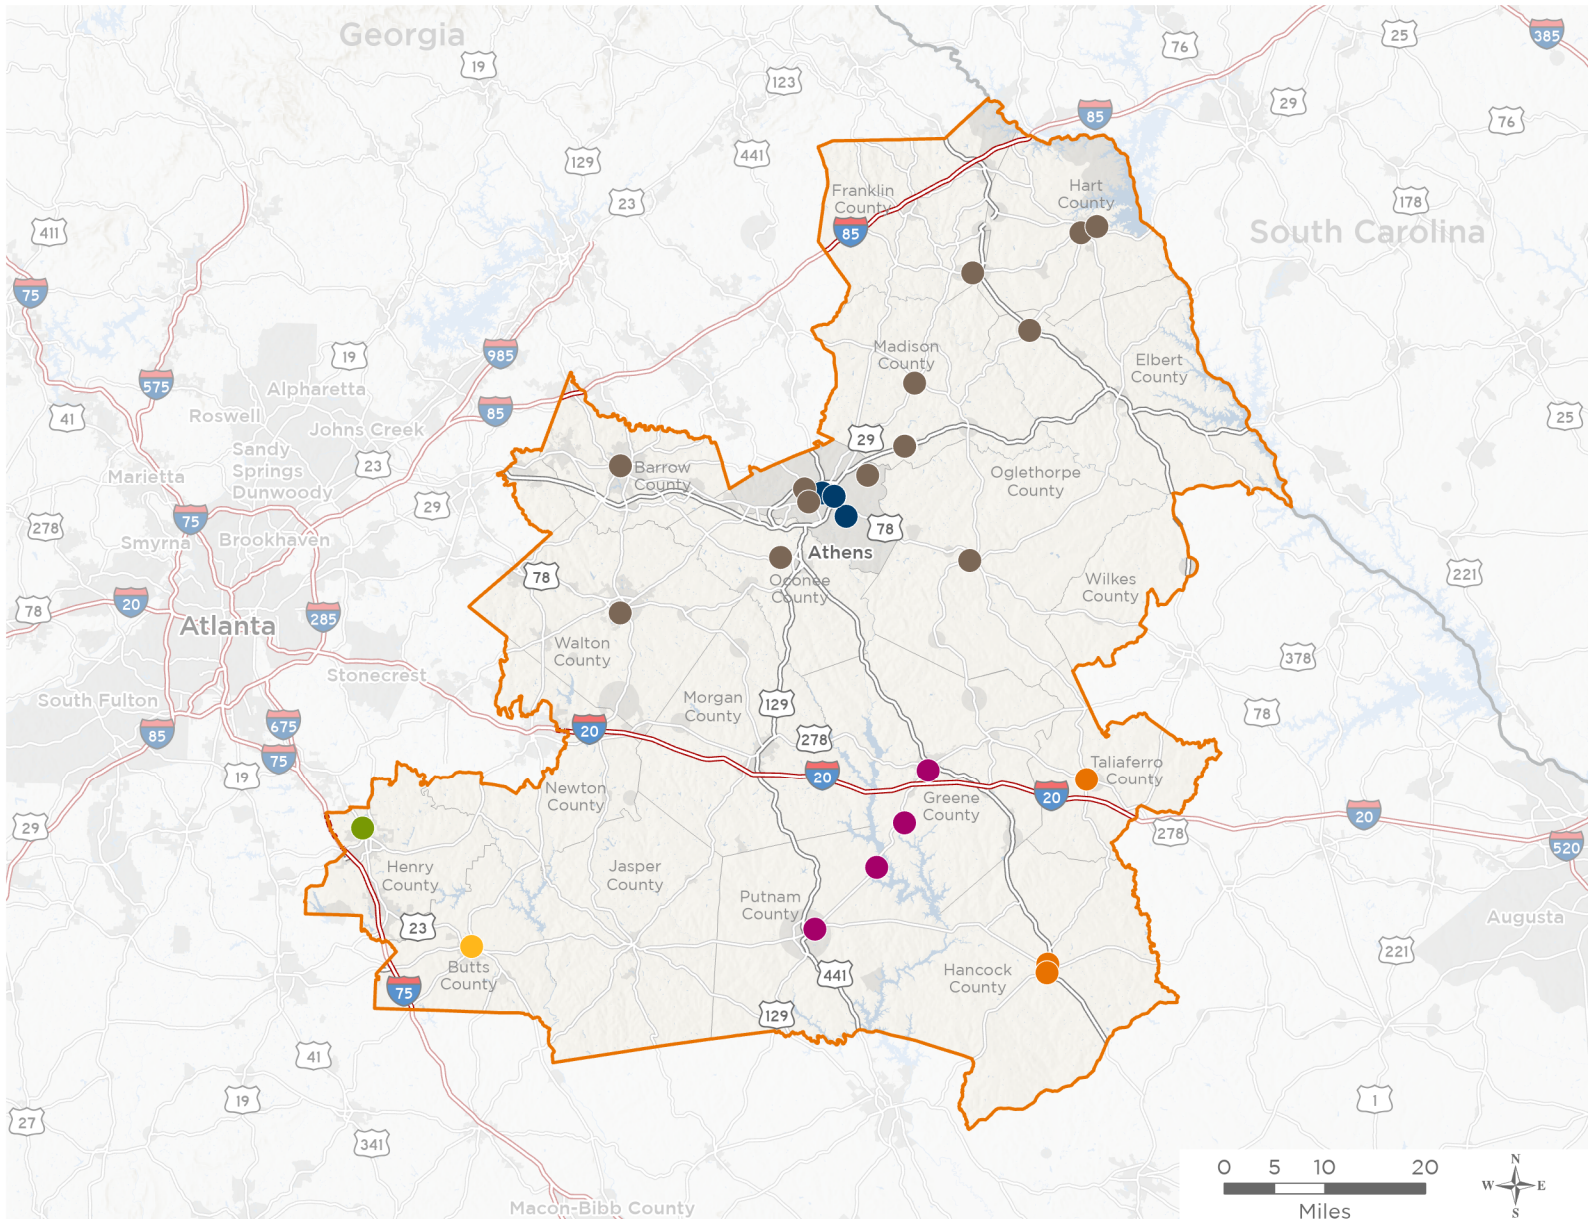 Georgia
19
123
76
25
385
29
85
76
129
441
23
Franklin
County
Hart
County
178
411
85
South Carolina
75
19
985
Madison
County
Elbert
County
575
Alpharetta
41
Roswell
85
25
Johns Creek
29
Sandy
Springs
Dunwoody
23
Marietta
Barrow
County
Oglethorpe
County
29
278
75
78
Smyrna
Brookhaven
Athens
78
Oconee
County
Wilkes
County
221
78
20
285
Atlanta
Walton
County
378
Stonecrest
South Fulton
Morgan
County
129
78
675
85
20
278
75
19
20
Taliaferro
County
Newton
County
20
Greene
County
29
278
20
520
Henry
County
Jasper
County
Putnam
County
23
Augusta
221
Butts
County
441
Hancock
County
75
129
41
19
1
27
341
Macon-Bibb County
0 5 10 20
Miles
N
W E
S